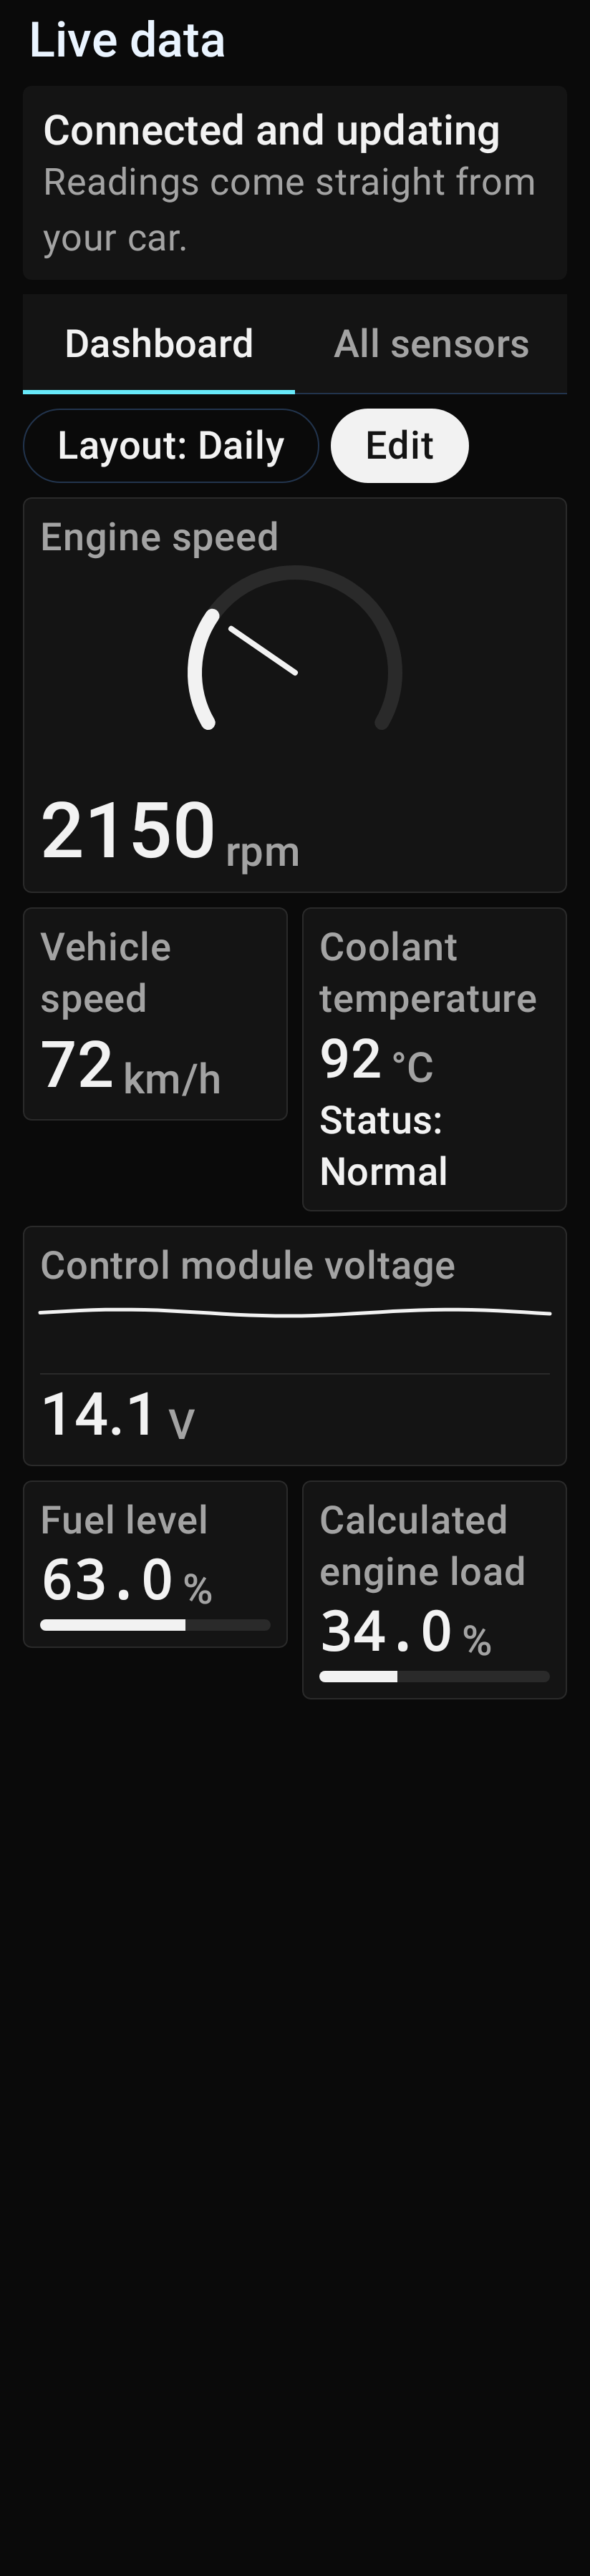 Live data
Connected and updating
Readings come straight from
your car.
Dashboard
All sensors
Layout: Daily
Edit
Engine speed
2150 rpm
Vehicle
speed
72 km/h
Coolant
temperature
92 °C
Status:
Normal
Control module voltage
14.1 V
Fuel level
63.0 %
Calculated
engine load
34.0 %